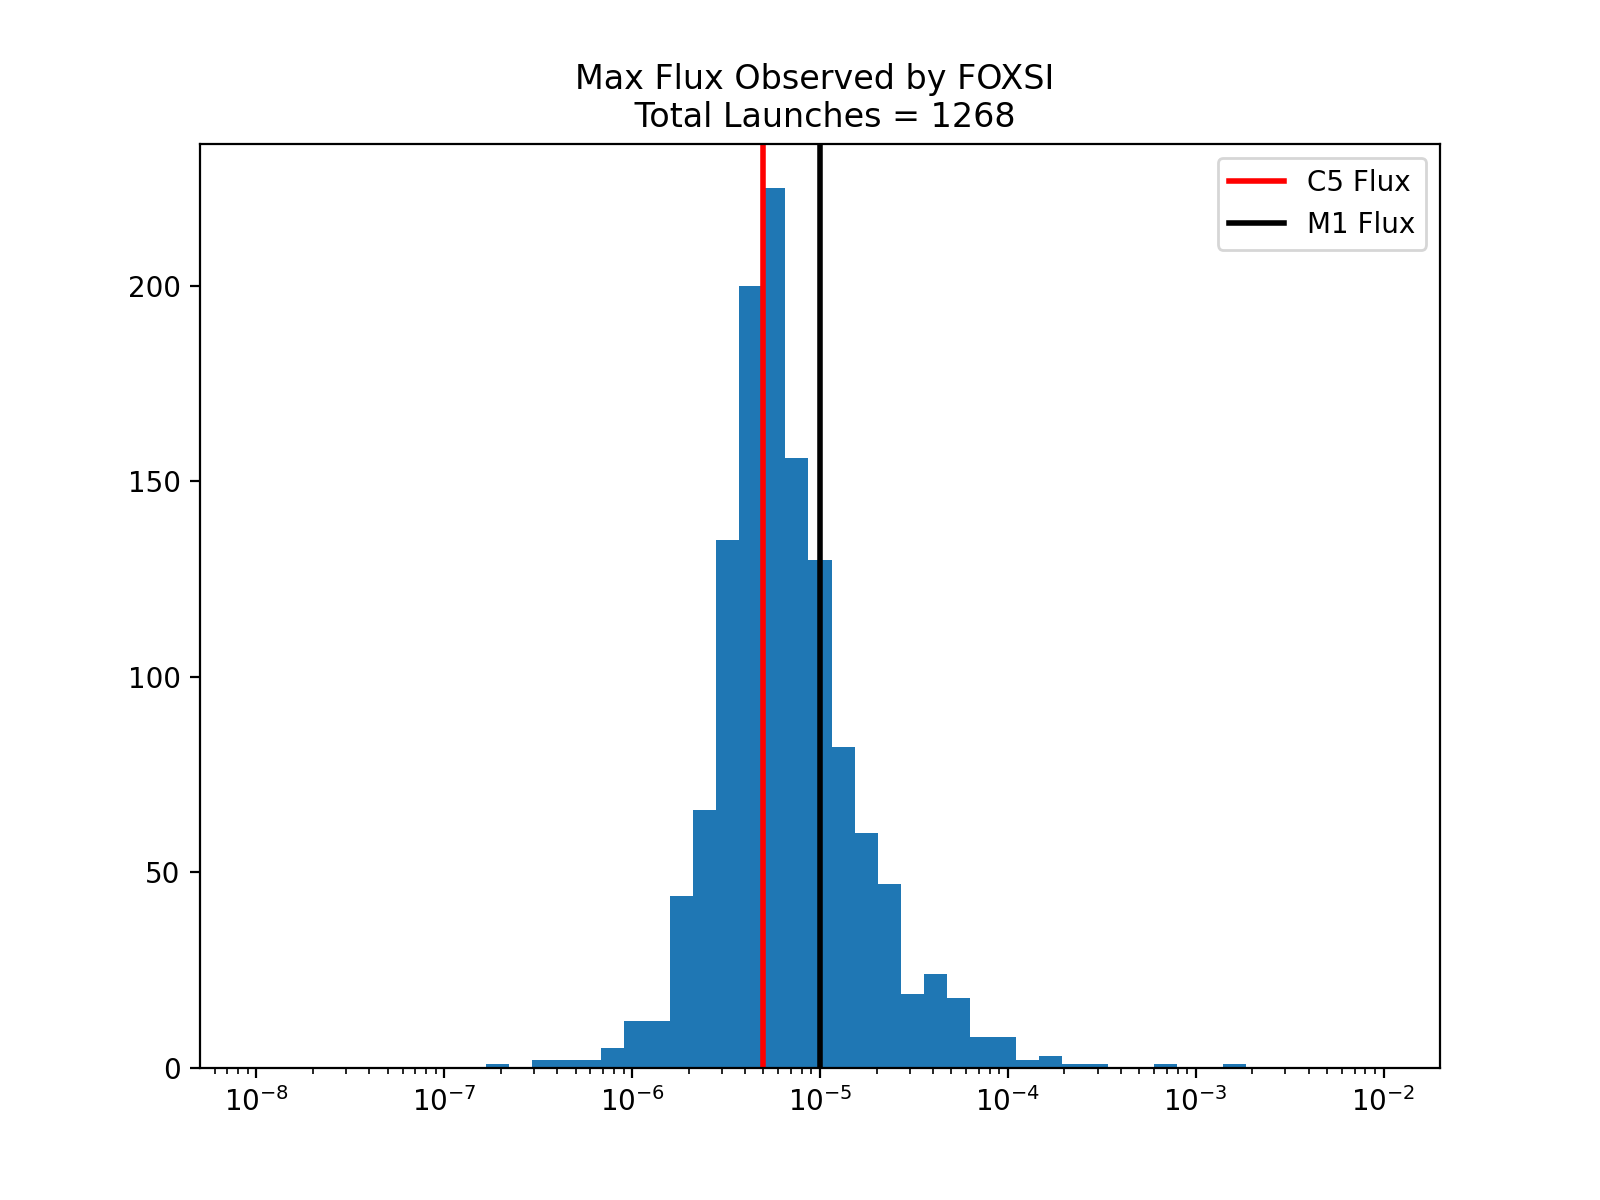 Max Flux Observed by FOXSI
Total Launches = 1268
C5 Flux
M1 Flux
200
150
100
50
0
10⁻⁸ 10⁻⁷ 10⁻⁶ 10⁻⁵ 10⁻⁴ 10⁻³ 10⁻²